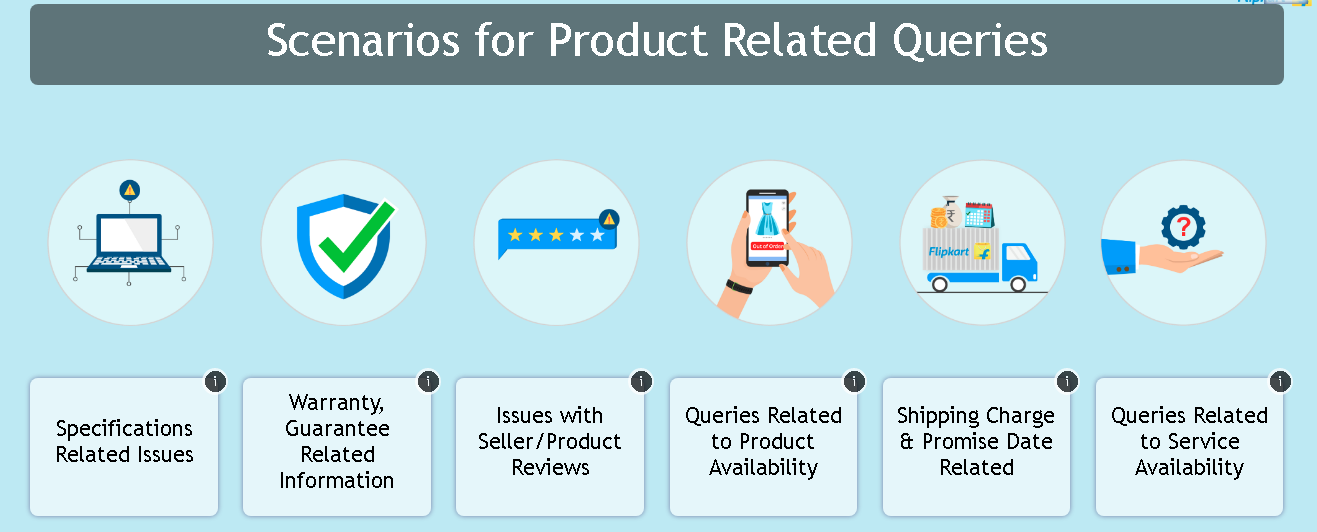 Scenarios for Product Related Queries
Out of Order
Flipkart
Specifications
Related Issues
Warranty,
Guarantee
Related
Information
Issues with
Seller/Product
Reviews
Queries Related
to Product
Availability
Shipping Charge
& Promise Date
Related
Queries Related
to Service
Availability